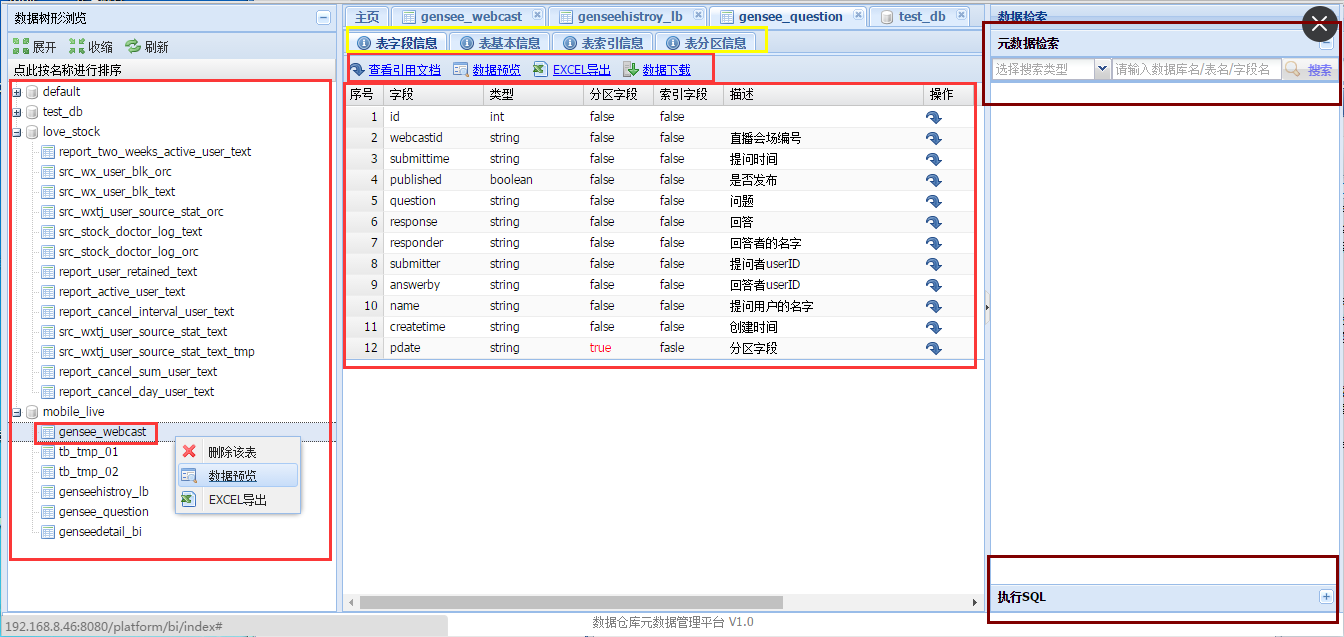 数据树形浏览
展开 收缩 刷新
点此按名称进行排序
default
test_db
love_stock
report_two_weeks_active_user_text
src_wx_user_blk_orc
src_wx_user_blk_text
src_wxtj_user_source_stat_orc
src_stock_doctor_log_text
src_stock_doctor_log_orc
report_user_retained_text
report_active_user_text
report_cancel_interval_user_text
src_wxtj_user_source_stat_text
src_wxtj_user_source_stat_text_tmp
report_cancel_sum_user_text
report_cancel_day_user_text
mobile_live
gensee_webcast
tb_tmp_01
tb_tmp_02
genseehistroy_lb
gensee_question
genseedetail_bi
删除该表
数据预览
EXCEL导出
主页 gensee_webcast genseehistroy_lb gensee_question test_db
表字段信息 表基本信息 表索引信息 表分区信息
查看引用文档 数据预览 EXCEL导出 数据下载
序号 字段 类型 分区字段 索引字段 描述 操作
1 id int false false
2 webcastid string false false 直播会场编号
3 submittime string false false 提问时间
4 published boolean false false 是否发布
5 question string false false 问题
6 response string false false 回答
7 responder string false false 回答者的名字
8 submitter string false false 提问者userID
9 answerby string false false 回答者userID
10 name string false false 提问用户的名字
11 createtime string false false 创建时间
12 pdate string true fasle 分区字段
数据检索
元数据检索
选择搜索类型 请输入数据库名/表名/字段名 搜索
执行SQL
192.168.8.46:8080/platform/bi/index#
数据仓库元数据管理平台 V1.0